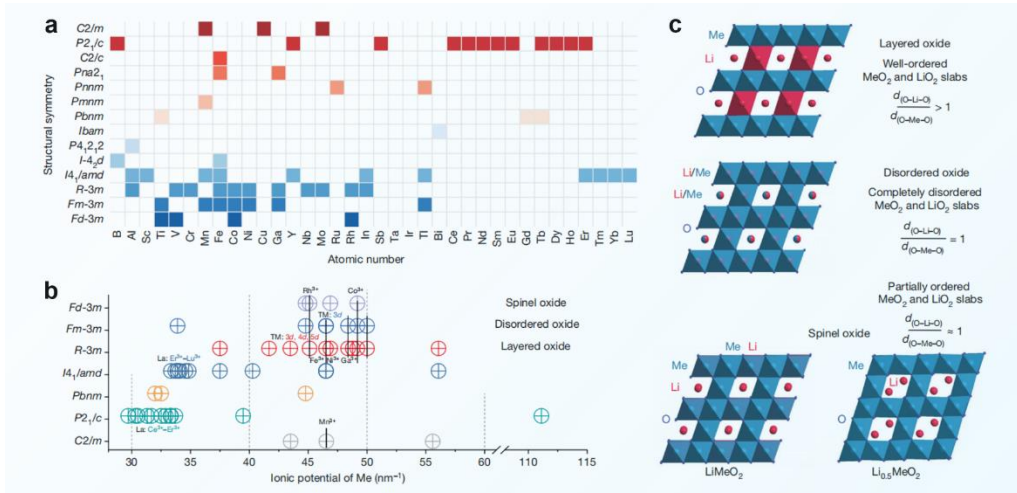 a
C2/m
P2₁/c
C2/c
Pna2₁
Pnnm
Pmnm
Pbnm
Ibam
P4₁2₁2
I-4₂d
I4₁/amd
R-3m
Fm-3m
Fd-3m
Structural symmetry
B Al Sc Ti V Cr Mn Fe Co Ni Cu Ga Y Nb Mo Ru Rh In Sb Ce Pr Nd Sm Eu Gd Tb Dy Ho Er Tm Yb Lu Ta Ir Tl Bi
Atomic number
b
Fd-3m
Fm-3m
R-3m
I4₁/amd
Pbnm
P2₁/c
C2/m
Rh³⁺
Co³⁺
TM: 3d
TM: 3d, 4d, 5d
Fe³⁺ Ni³⁺ Ga³⁺
La: Er³⁺–Lu³⁺
La: Ce³⁺–Er³⁺
Mn³⁺
Spinel oxide
Disordered oxide
Layered oxide
30 35 40 45 50 55 60 110 115
Ionic potential of Me (nm⁻¹)
c
Me
Li
O
Layered oxide
Well-ordered
MeO₂ and LiO₂ slabs
d(O–Li–O)
d(O–Me–O)
> 1
Li/Me
Li/Me
O
Disordered oxide
Completely disordered
MeO₂ and LiO₂ slabs
d(O–Li–O)
d(O–Me–O)
= 1
Partially ordered
MeO₂ and LiO₂ slabs
Spinel oxide
d(O–Li–O)
d(O–Me–O)
≈ 1
Me Li
Me
Li
O
LiMeO₂
Me
Li
O
Li₀.₅MeO₂